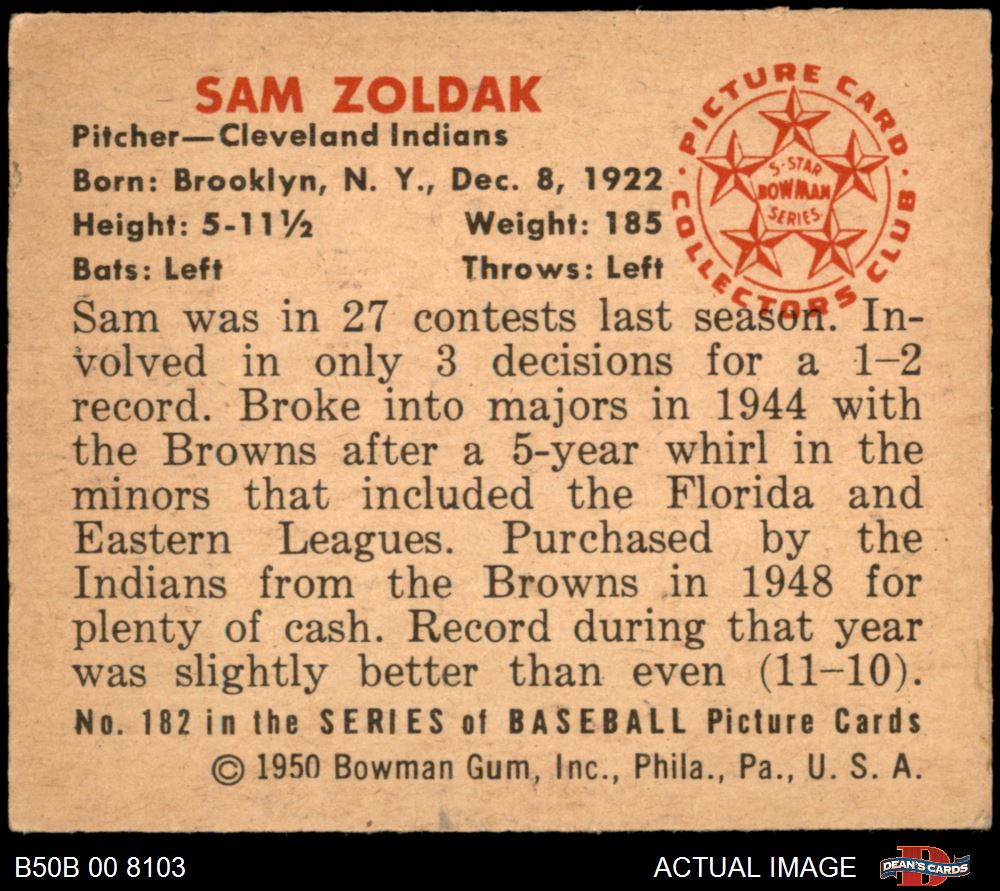 SAM ZOLDAK
Pitcher—Cleveland Indians
Born: Brooklyn, N. Y., Dec. 8, 1922
Height: 5-11½ Weight: 185
Bats: Left Throws: Left
PICTURE CARD
COLLECTORS CLUB
5-STAR
BOWMAN
SERIES
Sam was in 27 contests last season. In-
volved in only 3 decisions for a 1–2
record. Broke into majors in 1944 with
the Browns after a 5-year whirl in the
minors that included the Florida and
Eastern Leagues. Purchased by the
Indians from the Browns in 1948 for
plenty of cash. Record during that year
was slightly better than even (11–10).
No. 182 in the SERIES of BASEBALL Picture Cards
© 1950 Bowman Gum, Inc., Phila., Pa., U. S. A.
B50B 00 8103 ACTUAL IMAGE DEAN'S CARDS